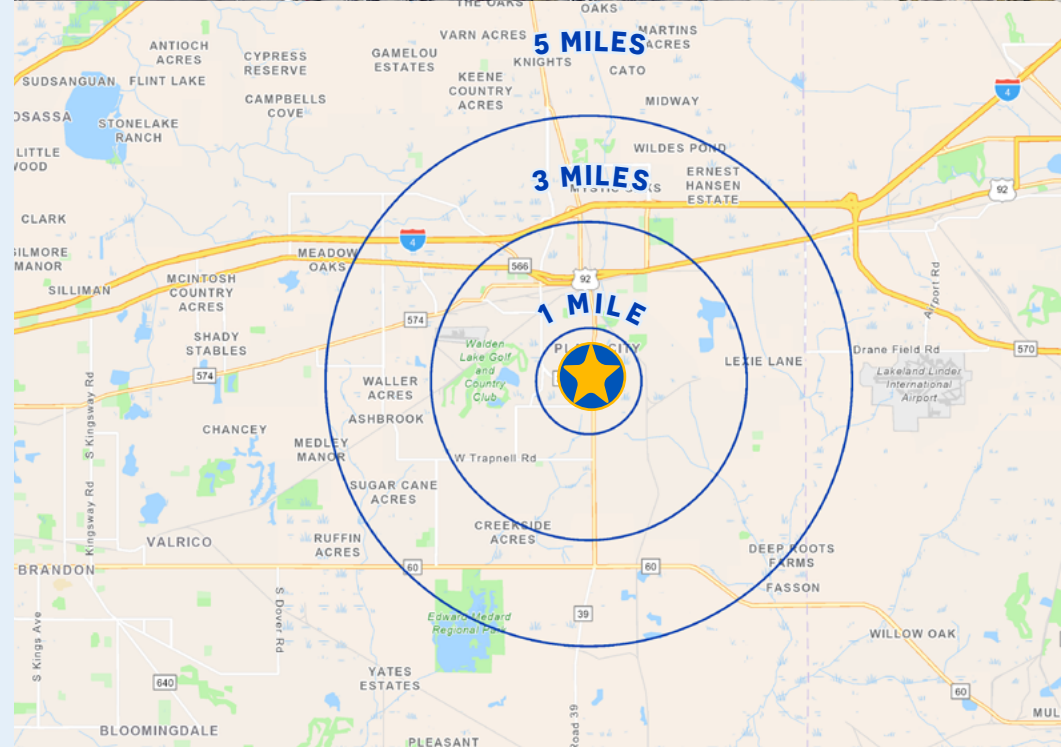 THE OAKS
OAKS
VARN ACRES
5 MILES
MARTINS
ACRES
ANTIOCH
ACRES
CYPRESS
RESERVE
GAMELOU
ESTATES
KNIGHTS
CATO
SUDSANGUAN
FLINT LAKE
KEENE
COUNTRY
ACRES
4
CAMPBELLS
COVE
MIDWAY
OSASSA
STONELAKE
RANCH
LITTLE
WOOD
WILDES POND
3 MILES
MYSTIC OAKS
ERNEST
HANSEN
ESTATE
92
CLARK
4
GILMORE
MANOR
MEADOW
OAKS
566
92
SILLIMAN
MCINTOSH
COUNTRY
ACRES
Airport Rd
1 MILE
574
SHADY
STABLES
Walden
Lake Golf
and
Country
Club
PLANT CITY
LEXIE LANE
Drane Field Rd
570
574
WALLER
ACRES
Lakeland Linder
International
Airport
S Kingsway Rd
ASHBROOK
CHANCEY
MEDLEY
MANOR
W Trapnell Rd
SUGAR CANE
ACRES
Kingsway Rd
CREEKSIDE
ACRES
VALRICO
RUFFIN
ACRES
DEEP ROOTS
FARMS
BRANDON
60
60
FASSON
S Dover Rd
39
Edward Medard
Regional Park
S Kings Ave
WILLOW OAK
YATES
ESTATES
640
60
MUL
BLOOMINGDALE
oad 39
PLEASANT